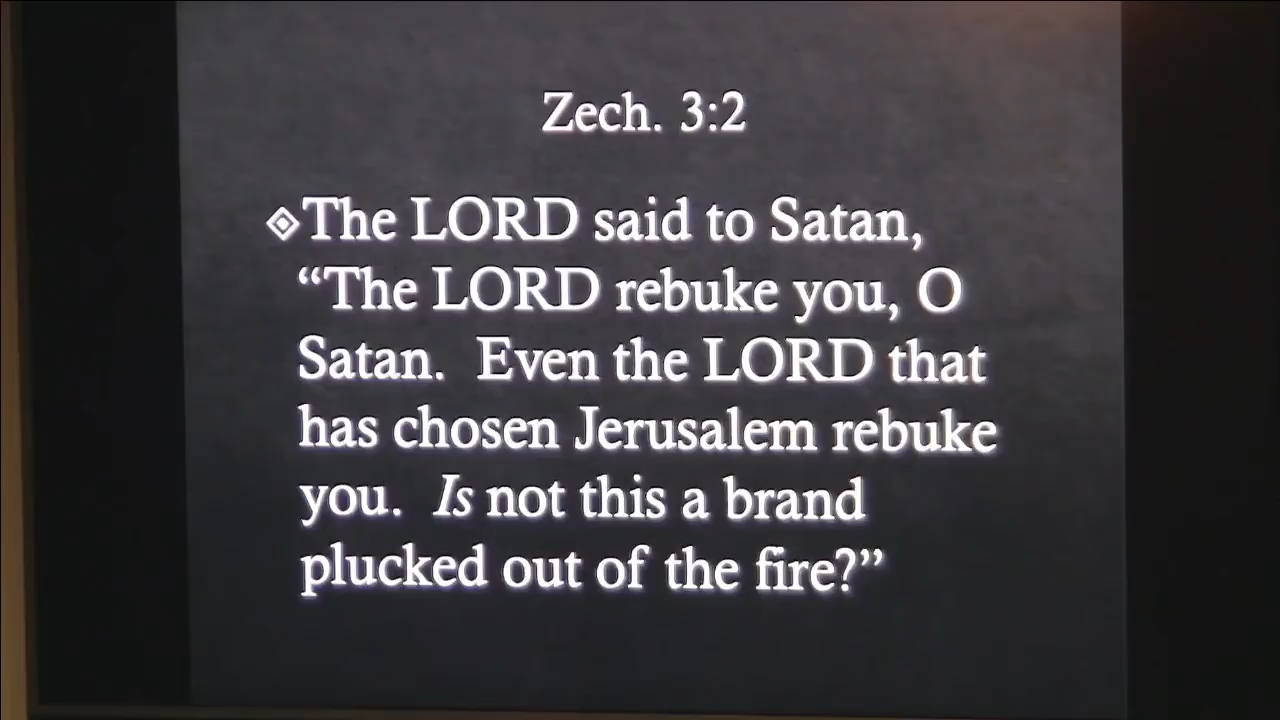 Zech. 3:2
The LORD said to Satan,
“The LORD rebuke you, O
Satan.  Even the LORD that
has chosen Jerusalem rebuke
you.  Is not this a brand
plucked out of the fire?”